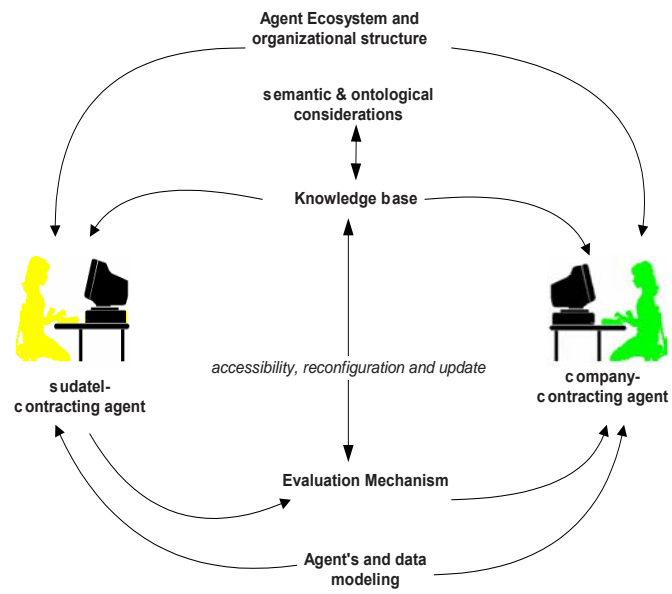 Agent Ecosystem and
organizational structure
semantic & ontological
considerations
Knowledge base
accessibility, reconfiguration and update
sudatel-
contracting agent
company-
contracting agent
Evaluation Mechanism
Agent's and data
modeling